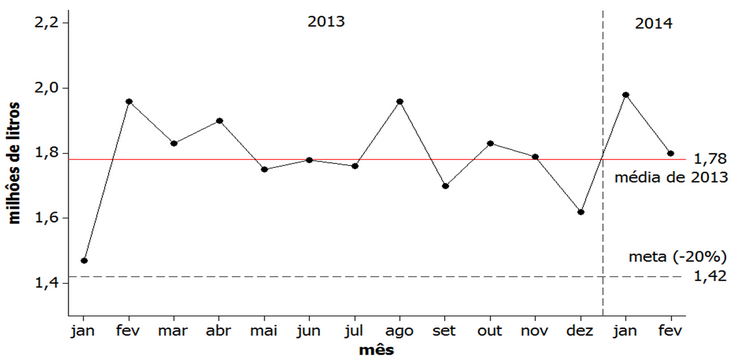 2,2
2013
2014
2,0
milhões de litros
1,8
1,78
média de 2013
1,6
meta (-20%)
1,42
1,4
jan fev mar abr mai jun jul ago set out nov dez jan fev
mês